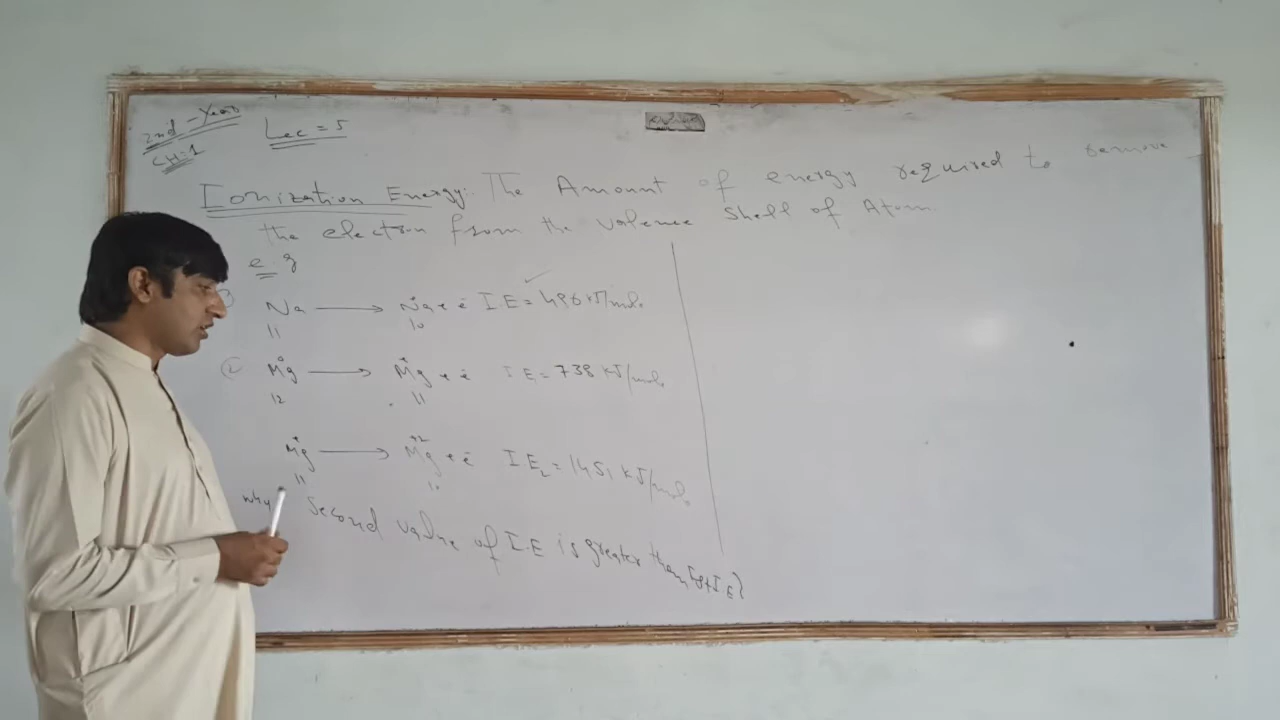 2nd - Year
CH=1
Lec = 5
Ionization Energy: The Amount of energy required to remove
the electron from the valence shell of Atom.
e.g
Na → Na⁺ + ē I.E = 496 kJ/mole
11 10
Mg → Mg⁺ + ē I E = 738 kJ/mole
12 11
Mg⁺ → Mg⁺² + ē I.E₂ = 1451 kJ/mole
11 10
why Second value of I.E is greater then I.E?